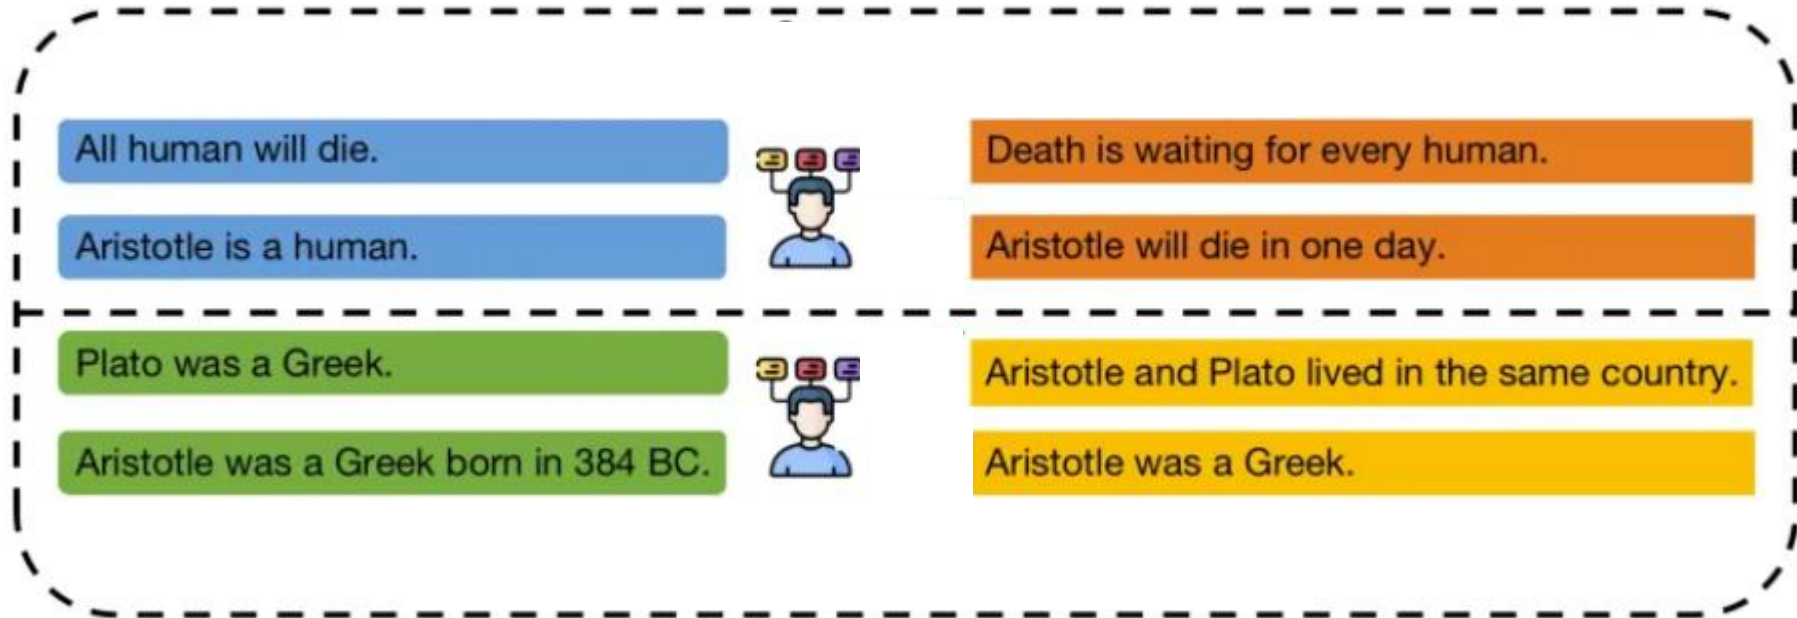 All human will die.
Death is waiting for every human.
Aristotle is a human.
Aristotle will die in one day.
Plato was a Greek.
Aristotle and Plato lived in the same country.
Aristotle was a Greek born in 384 BC.
Aristotle was a Greek.